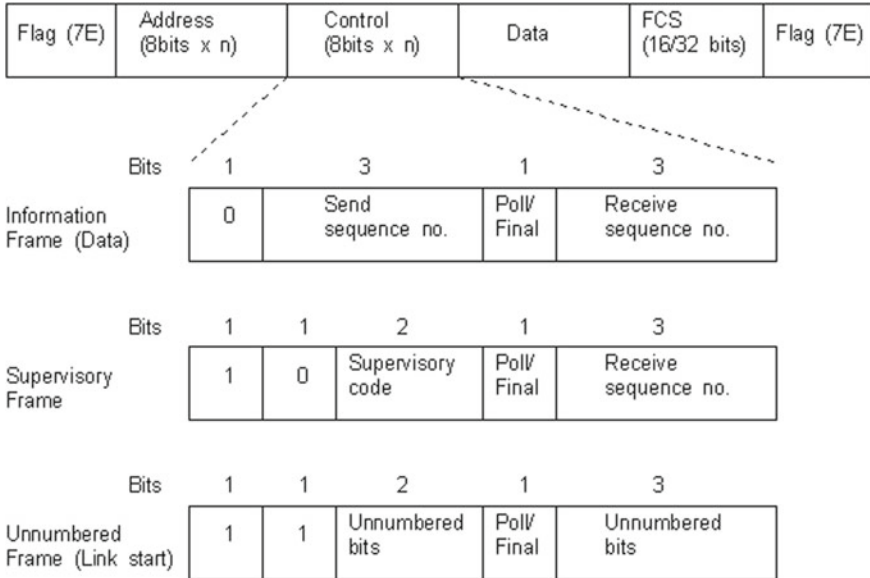 Flag (7E) Address (8bits x n) Control (8bits x n) Data FCS (16/32 bits) Flag (7E)
Bits 1 3 1 3
Information Frame (Data) 0 Send sequence no. Poll/ Final Receive sequence no.
Bits 1 1 2 1 3
Supervisory Frame 1 0 Supervisory code Poll/ Final Receive sequence no.
Bits 1 1 2 1 3
Unnumbered Frame (Link start) 1 1 Unnumbered bits Poll/ Final Unnumbered bits